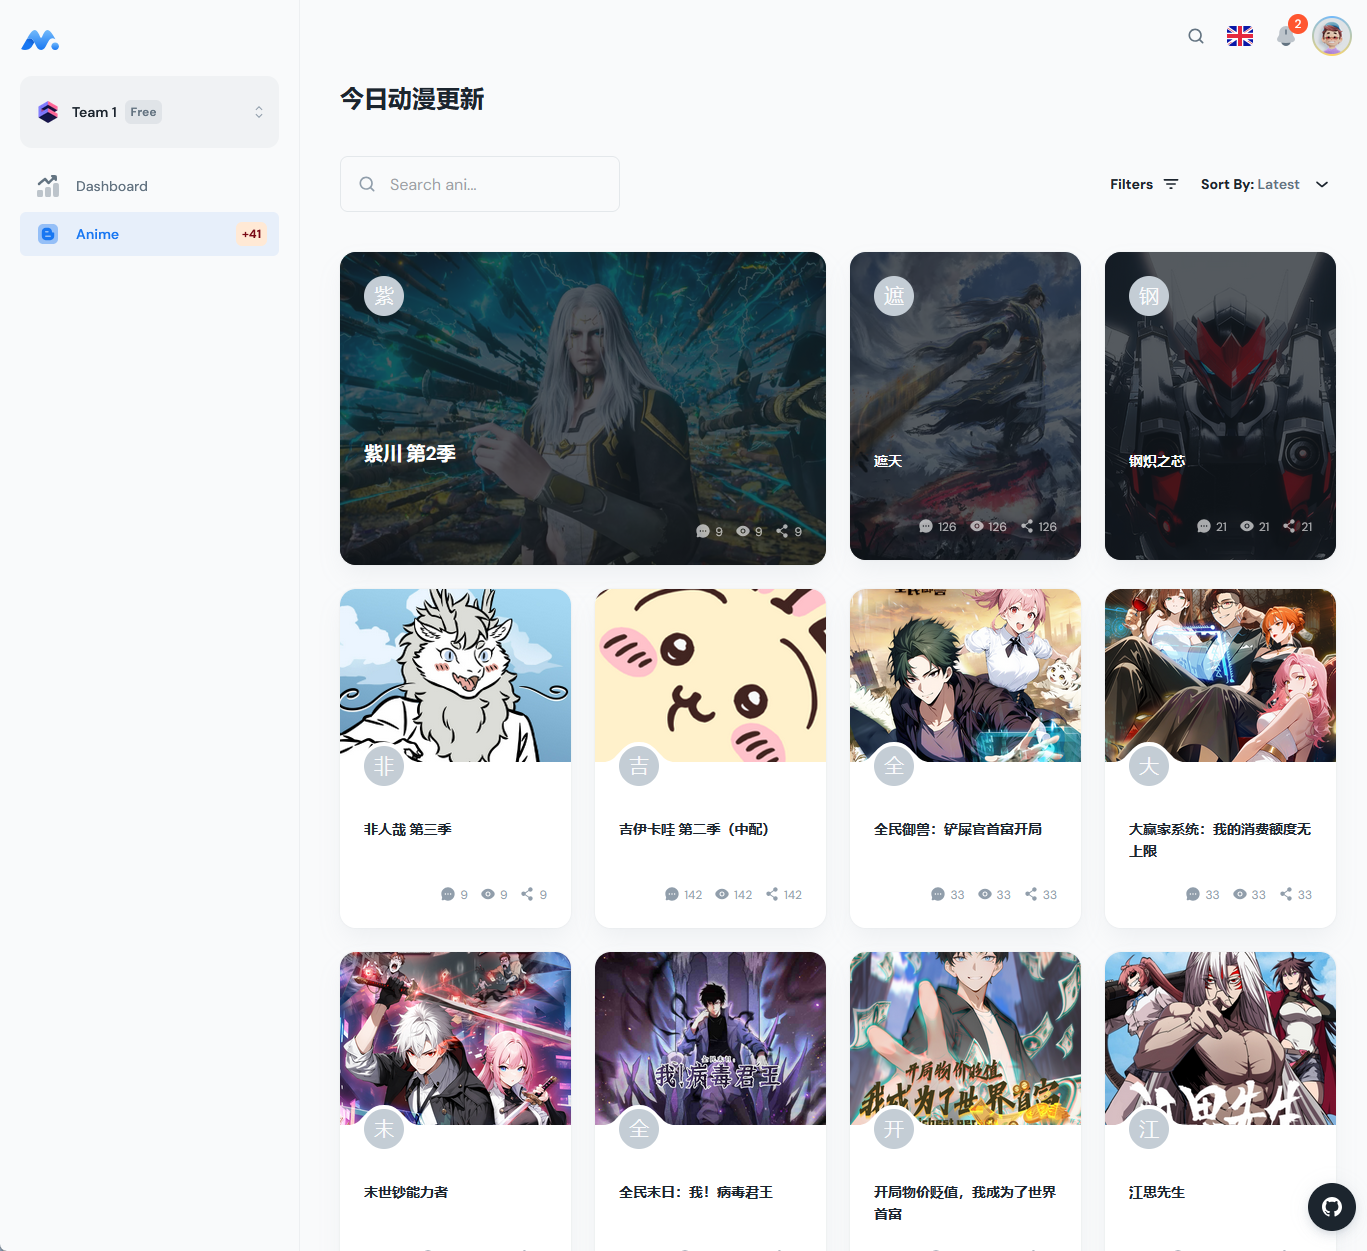 2
Team 1 Free
Dashboard
Anime +41
今日动漫更新
Search ani...
Filters
Sort By: Latest
紫
紫川 第2季
9 9 9
遮
遮天
126 126 126
钢
钢炽之芯
21 21 21
非
非人哉 第三季
9 9 9
吉
吉伊卡哇 第二季（中配）
142 142 142
全民御兽
全
全民御兽：铲屎官首富开局
33 33 33
大
大赢家系统：我的消费额度无
上限
33 33 33
末
末世钞能力者
全民末日：
我！病毒君王
全
全民末日：我！病毒君王
开局物价贬值
我成为了世界首富
开
开局物价贬值，我成为了世界
首富
江
江思先生